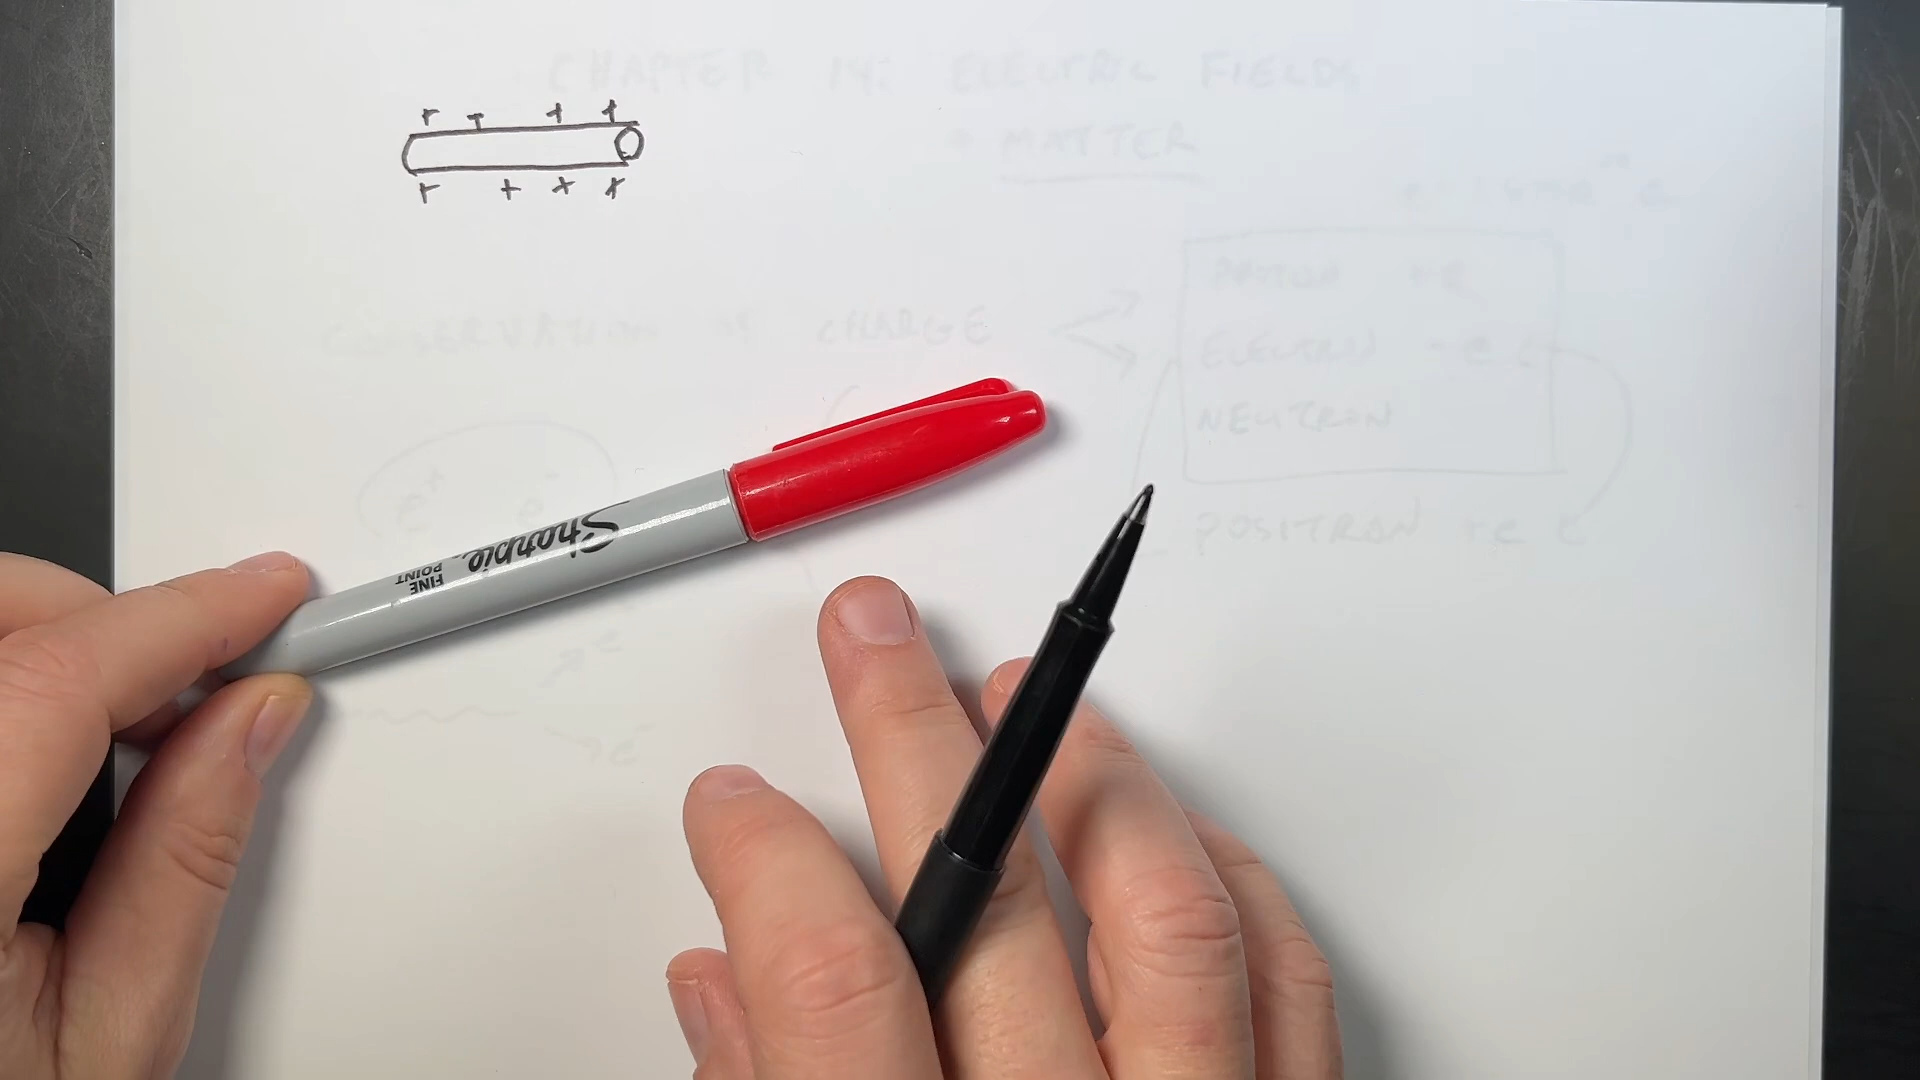 CHAPTER 14: ELECTRIC FIELDS
MATTER
+ + + +
+ + + +
PROTON +e
CONSERVATION OF CHARGE
ELECTRON -e
NEUTRON
POSITRON +e
Sharpie
FINE
POINT
e-